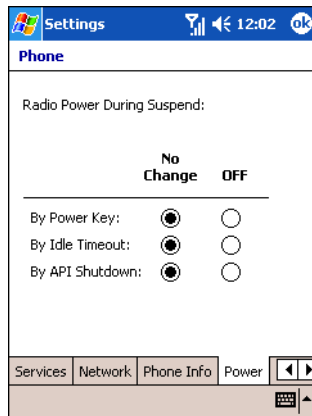 Settings 12:02 ok
Phone
Radio Power During Suspend:
No Change OFF
By Power Key:
By Idle Timeout:
By API Shutdown:
Services Network Phone Info Power